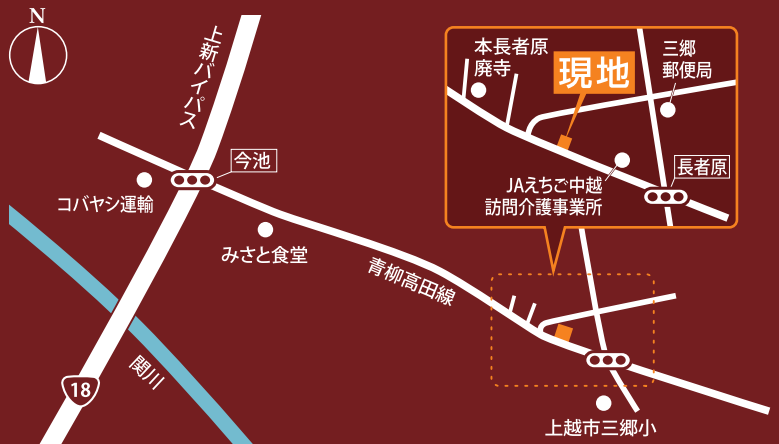 N
上新バイパス
今池
コバヤシ運輸
みさと食堂
青柳高田線
関川
18
本長者原
廃寺
現地
三郷
郵便局
JAえちご中越
訪問介護事業所
長者原
上越市三郷小